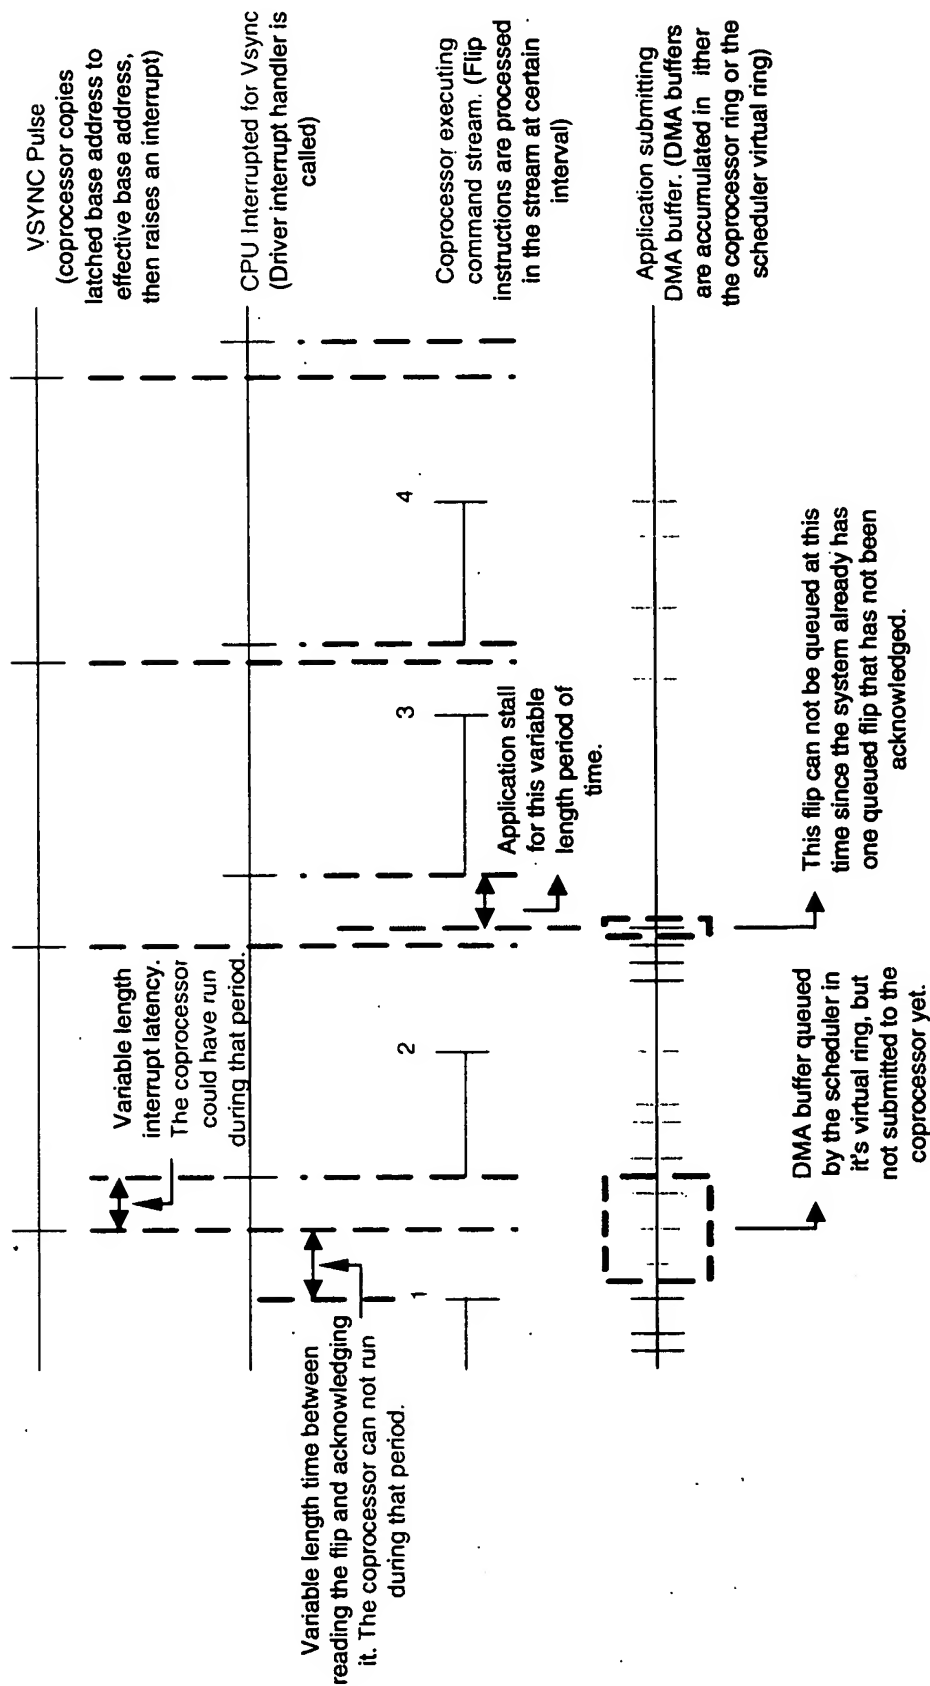 VSYNC Pulse
(coprocessor copies
latched base address to
effective base address,
then raises an interrupt)
CPU Interrupted for Vsync
(Driver interrupt handler is
called)
Coprocessor executing
command stream. (Flip
instructions are processed
in the stream at certain
interval)
Application submitting
DMA buffer. (DMA buffers
are accumulated in ither
the coprocessor ring or the
scheduler virtual ring)
Variable length
interrupt latency.
The coprocessor
could have run
during that period.
Variable length time between
reading the flip and acknowledging
it. The coprocessor can not run
during that period.
1
2
3
4
Application stall
for this variable
length period of
time.
DMA buffer queued
by the scheduler in
it's virtual ring, but
not submitted to the
coprocessor yet.
This flip can not be queued at this
time since the system already has
one queued flip that has not been
acknowledged.